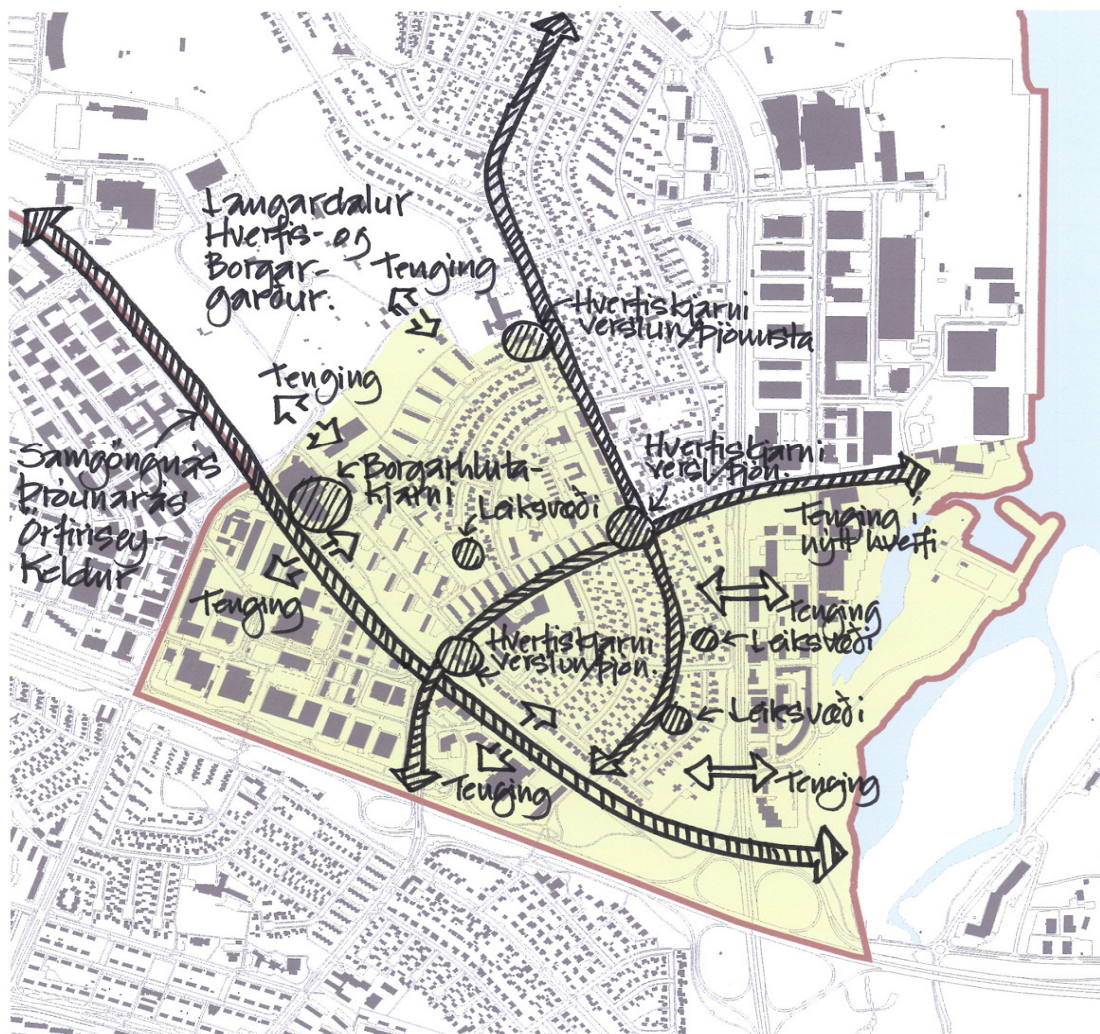 Laugardalur
Hverfis- og
Borgar-
garður.
Tenging
Hverfiskjarni
verslun/þjónusta
Tenging
Samgönguás
Þróunarás
Örfirisey-
Keldur
Borgarhluta-
kjarni
Leiksvæði
Hverfiskjarni
versl./þjón.
Tenging í
nýtt hverfi
Tenging
Tenging
Leiksvæði
Hverfiskjarni
verslun/þjón.
Leiksvæði
Tenging
Tenging